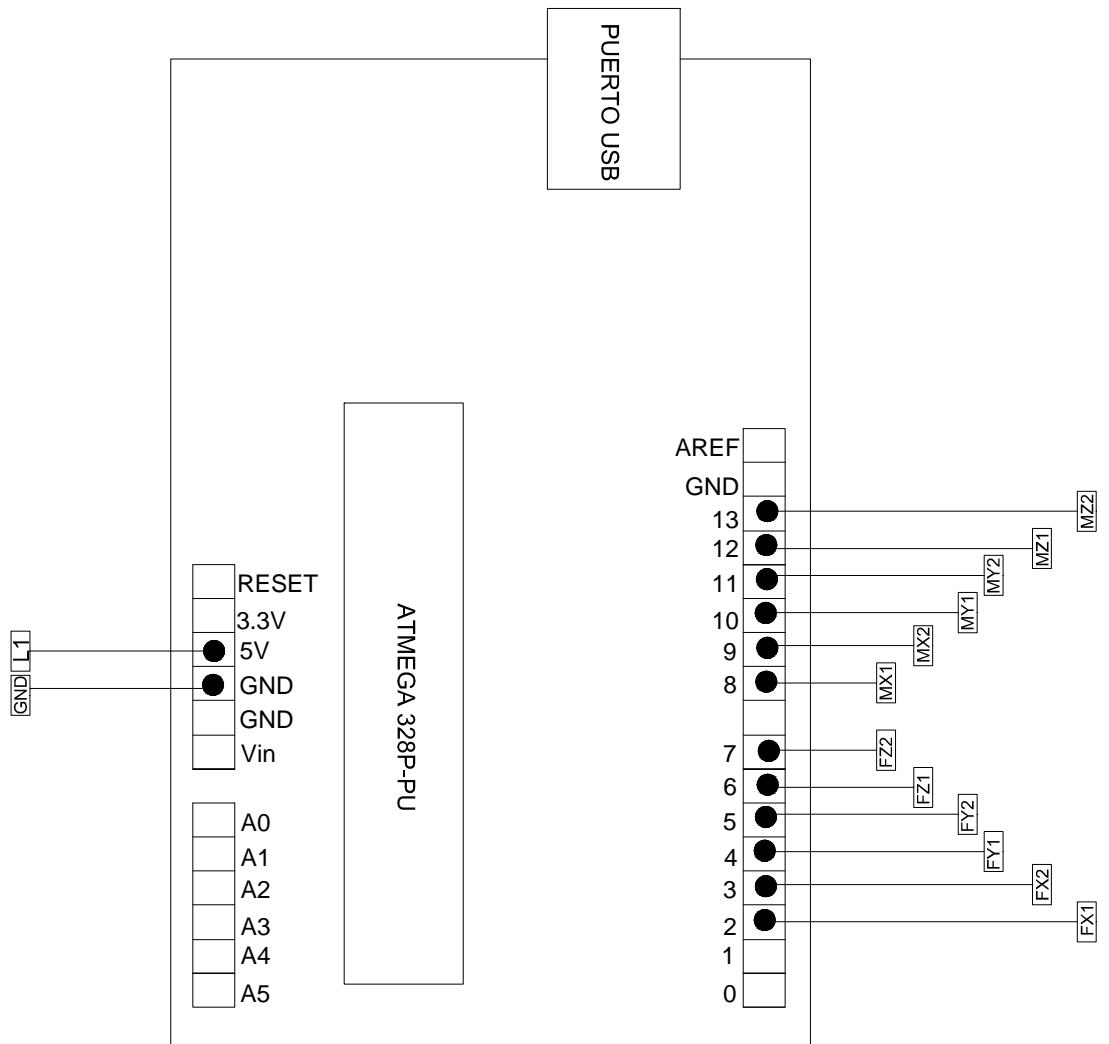 PUERTO USB
ATMEGA 328P-PU
RESET
3.3V
5V
GND
GND
Vin
A0
A1
A2
A3
A4
A5
L1
GND
AREF
GND
13
12
11
10
9
8
7
6
5
4
3
2
1
0
MZ2
MZ1
MY2
MY1
MX2
MX1
FZ2
FZ1
FY2
FY1
FX2
FX1